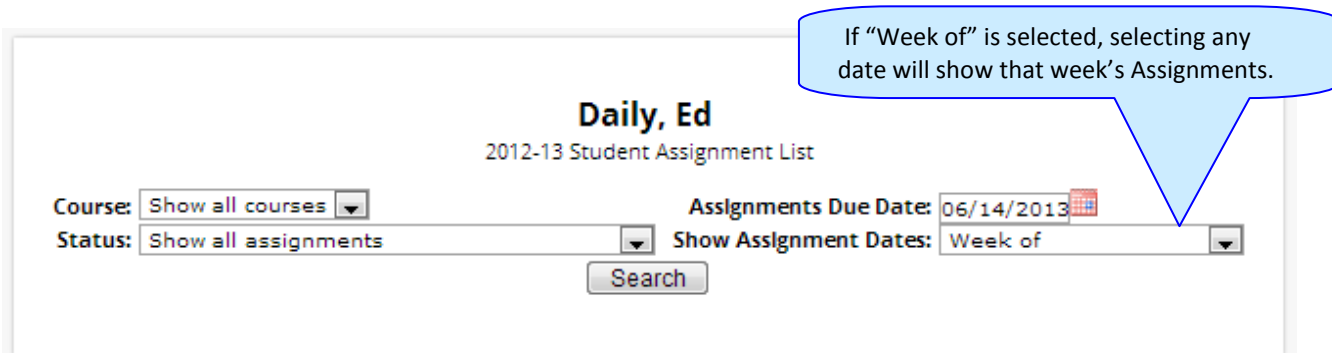 If “Week of” is selected, selecting any
date will show that week’s Assignments.
Daily, Ed
2012-13 Student Assignment List
Course: Show all courses Assignments Due Date: 06/14/2013
Status: Show all assignments Show Assignment Dates: Week of
Search